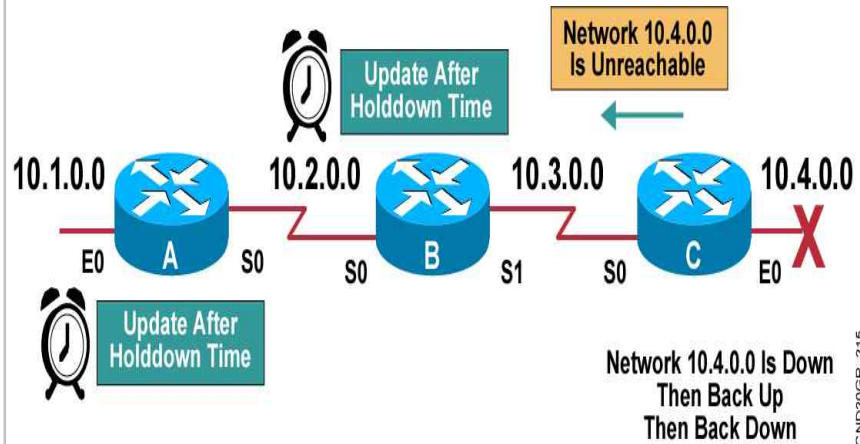 Network 10.4.0.0
Is Unreachable
Update After
Holddown Time
10.1.0.0
10.2.0.0
10.3.0.0
10.4.0.0
E0
A
S0
S0
B
S1
S0
C
E0
Update After
Holddown Time
Network 10.4.0.0 Is Down
Then Back Up
Then Back Down